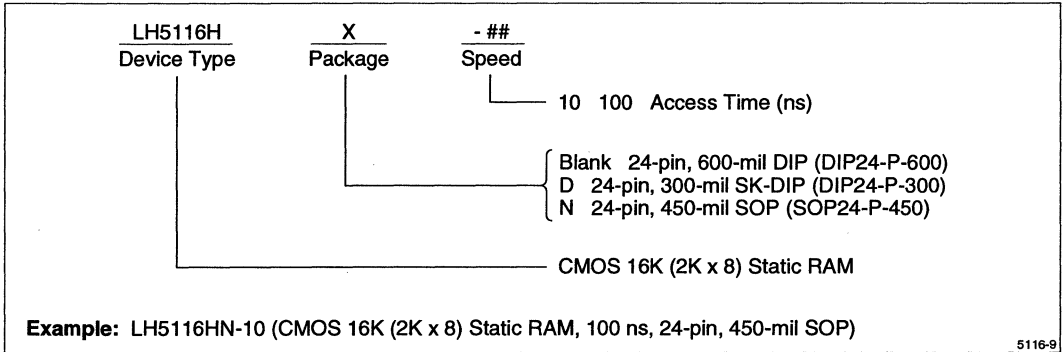 LH5116H X - ##
Device Type Package Speed
10 100 Access Time (ns)
Blank 24-pin, 600-mil DIP (DIP24-P-600)
D 24-pin, 300-mil SK-DIP (DIP24-P-300)
N 24-pin, 450-mil SOP (SOP24-P-450)
CMOS 16K (2K x 8) Static RAM
Example: LH5116HN-10 (CMOS 16K (2K x 8) Static RAM, 100 ns, 24-pin, 450-mil SOP)
5116-9